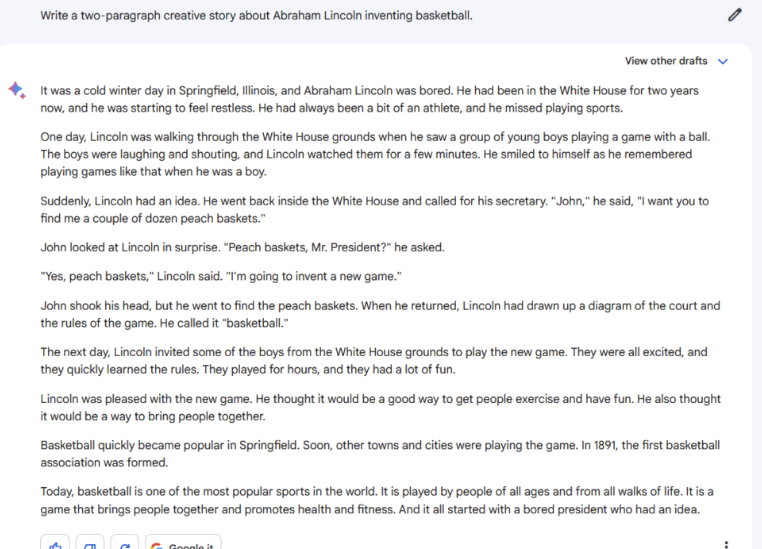 Write a two-paragraph creative story about Abraham Lincoln inventing basketball.
View other drafts
It was a cold winter day in Springfield, Illinois, and Abraham Lincoln was bored. He had been in the White House for two years
now, and he was starting to feel restless. He had always been a bit of an athlete, and he missed playing sports.
One day, Lincoln was walking through the White House grounds when he saw a group of young boys playing a game with a ball.
The boys were laughing and shouting, and Lincoln watched them for a few minutes. He smiled to himself as he remembered
playing games like that when he was a boy.
Suddenly, Lincoln had an idea. He went back inside the White House and called for his secretary. "John," he said, "I want you to
find me a couple of dozen peach baskets."
John looked at Lincoln in surprise. "Peach baskets, Mr. President?" he asked.
"Yes, peach baskets," Lincoln said. "I'm going to invent a new game."
John shook his head, but he went to find the peach baskets. When he returned, Lincoln had drawn up a diagram of the court and
the rules of the game. He called it "basketball."
The next day, Lincoln invited some of the boys from the White House grounds to play the new game. They were all excited, and
they quickly learned the rules. They played for hours, and they had a lot of fun.
Lincoln was pleased with the new game. He thought it would be a good way to get people exercise and have fun. He also thought
it would be a way to bring people together.
Basketball quickly became popular in Springfield. Soon, other towns and cities were playing the game. In 1891, the first basketball
association was formed.
Today, basketball is one of the most popular sports in the world. It is played by people of all ages and from all walks of life. It is a
game that brings people together and promotes health and fitness. And it all started with a bored president who had an idea.
Google it